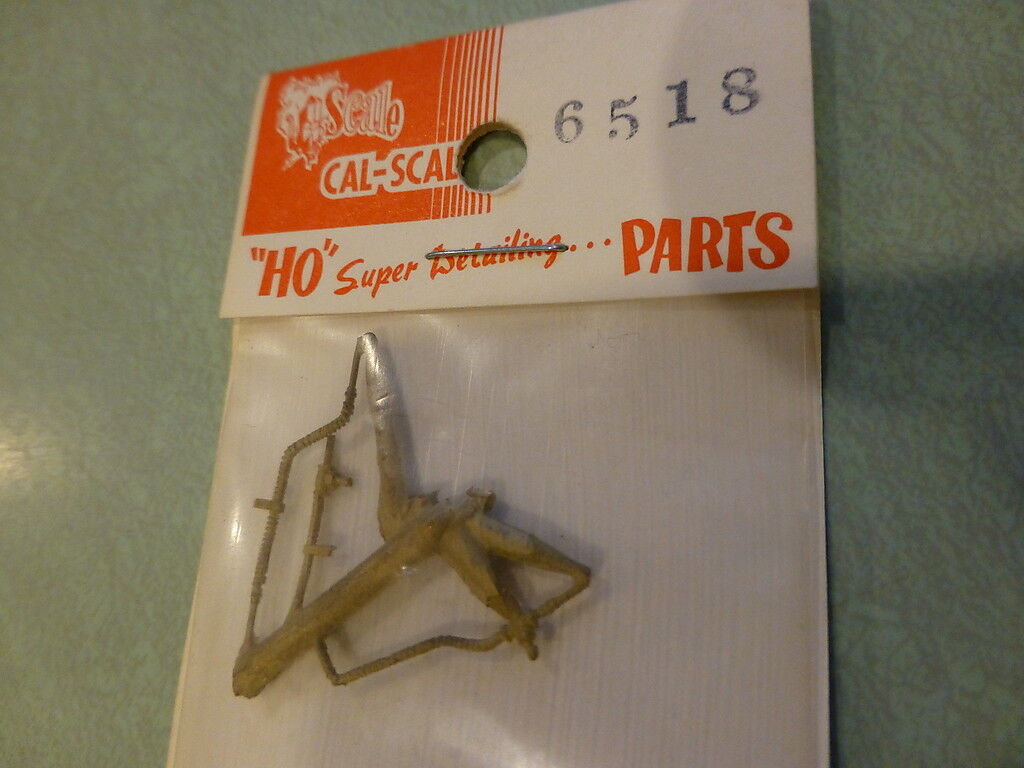 Scale
CAL-SCAL
6518
"HO" Super Detailing... PARTS